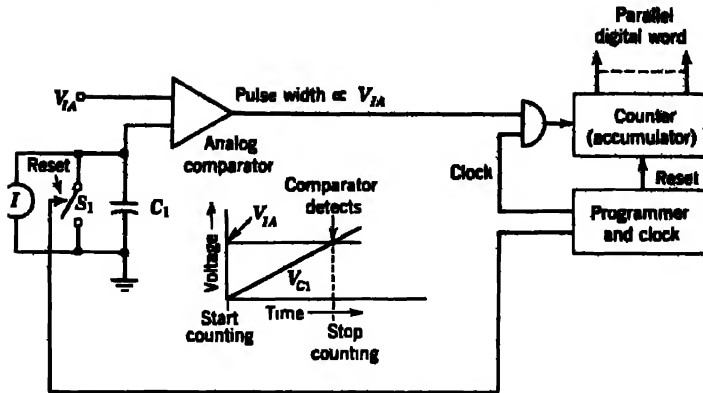 Parallel
digital word
V_IA
Pulse width ∝ V_IA
Counter
(accumulator)
Analog
comparator
Reset
I
S₁
C₁
Clock
Reset
Comparator
detects
Programmer
and clock
V_IA
Voltage
V_C1
Time
Start
counting
Stop
counting